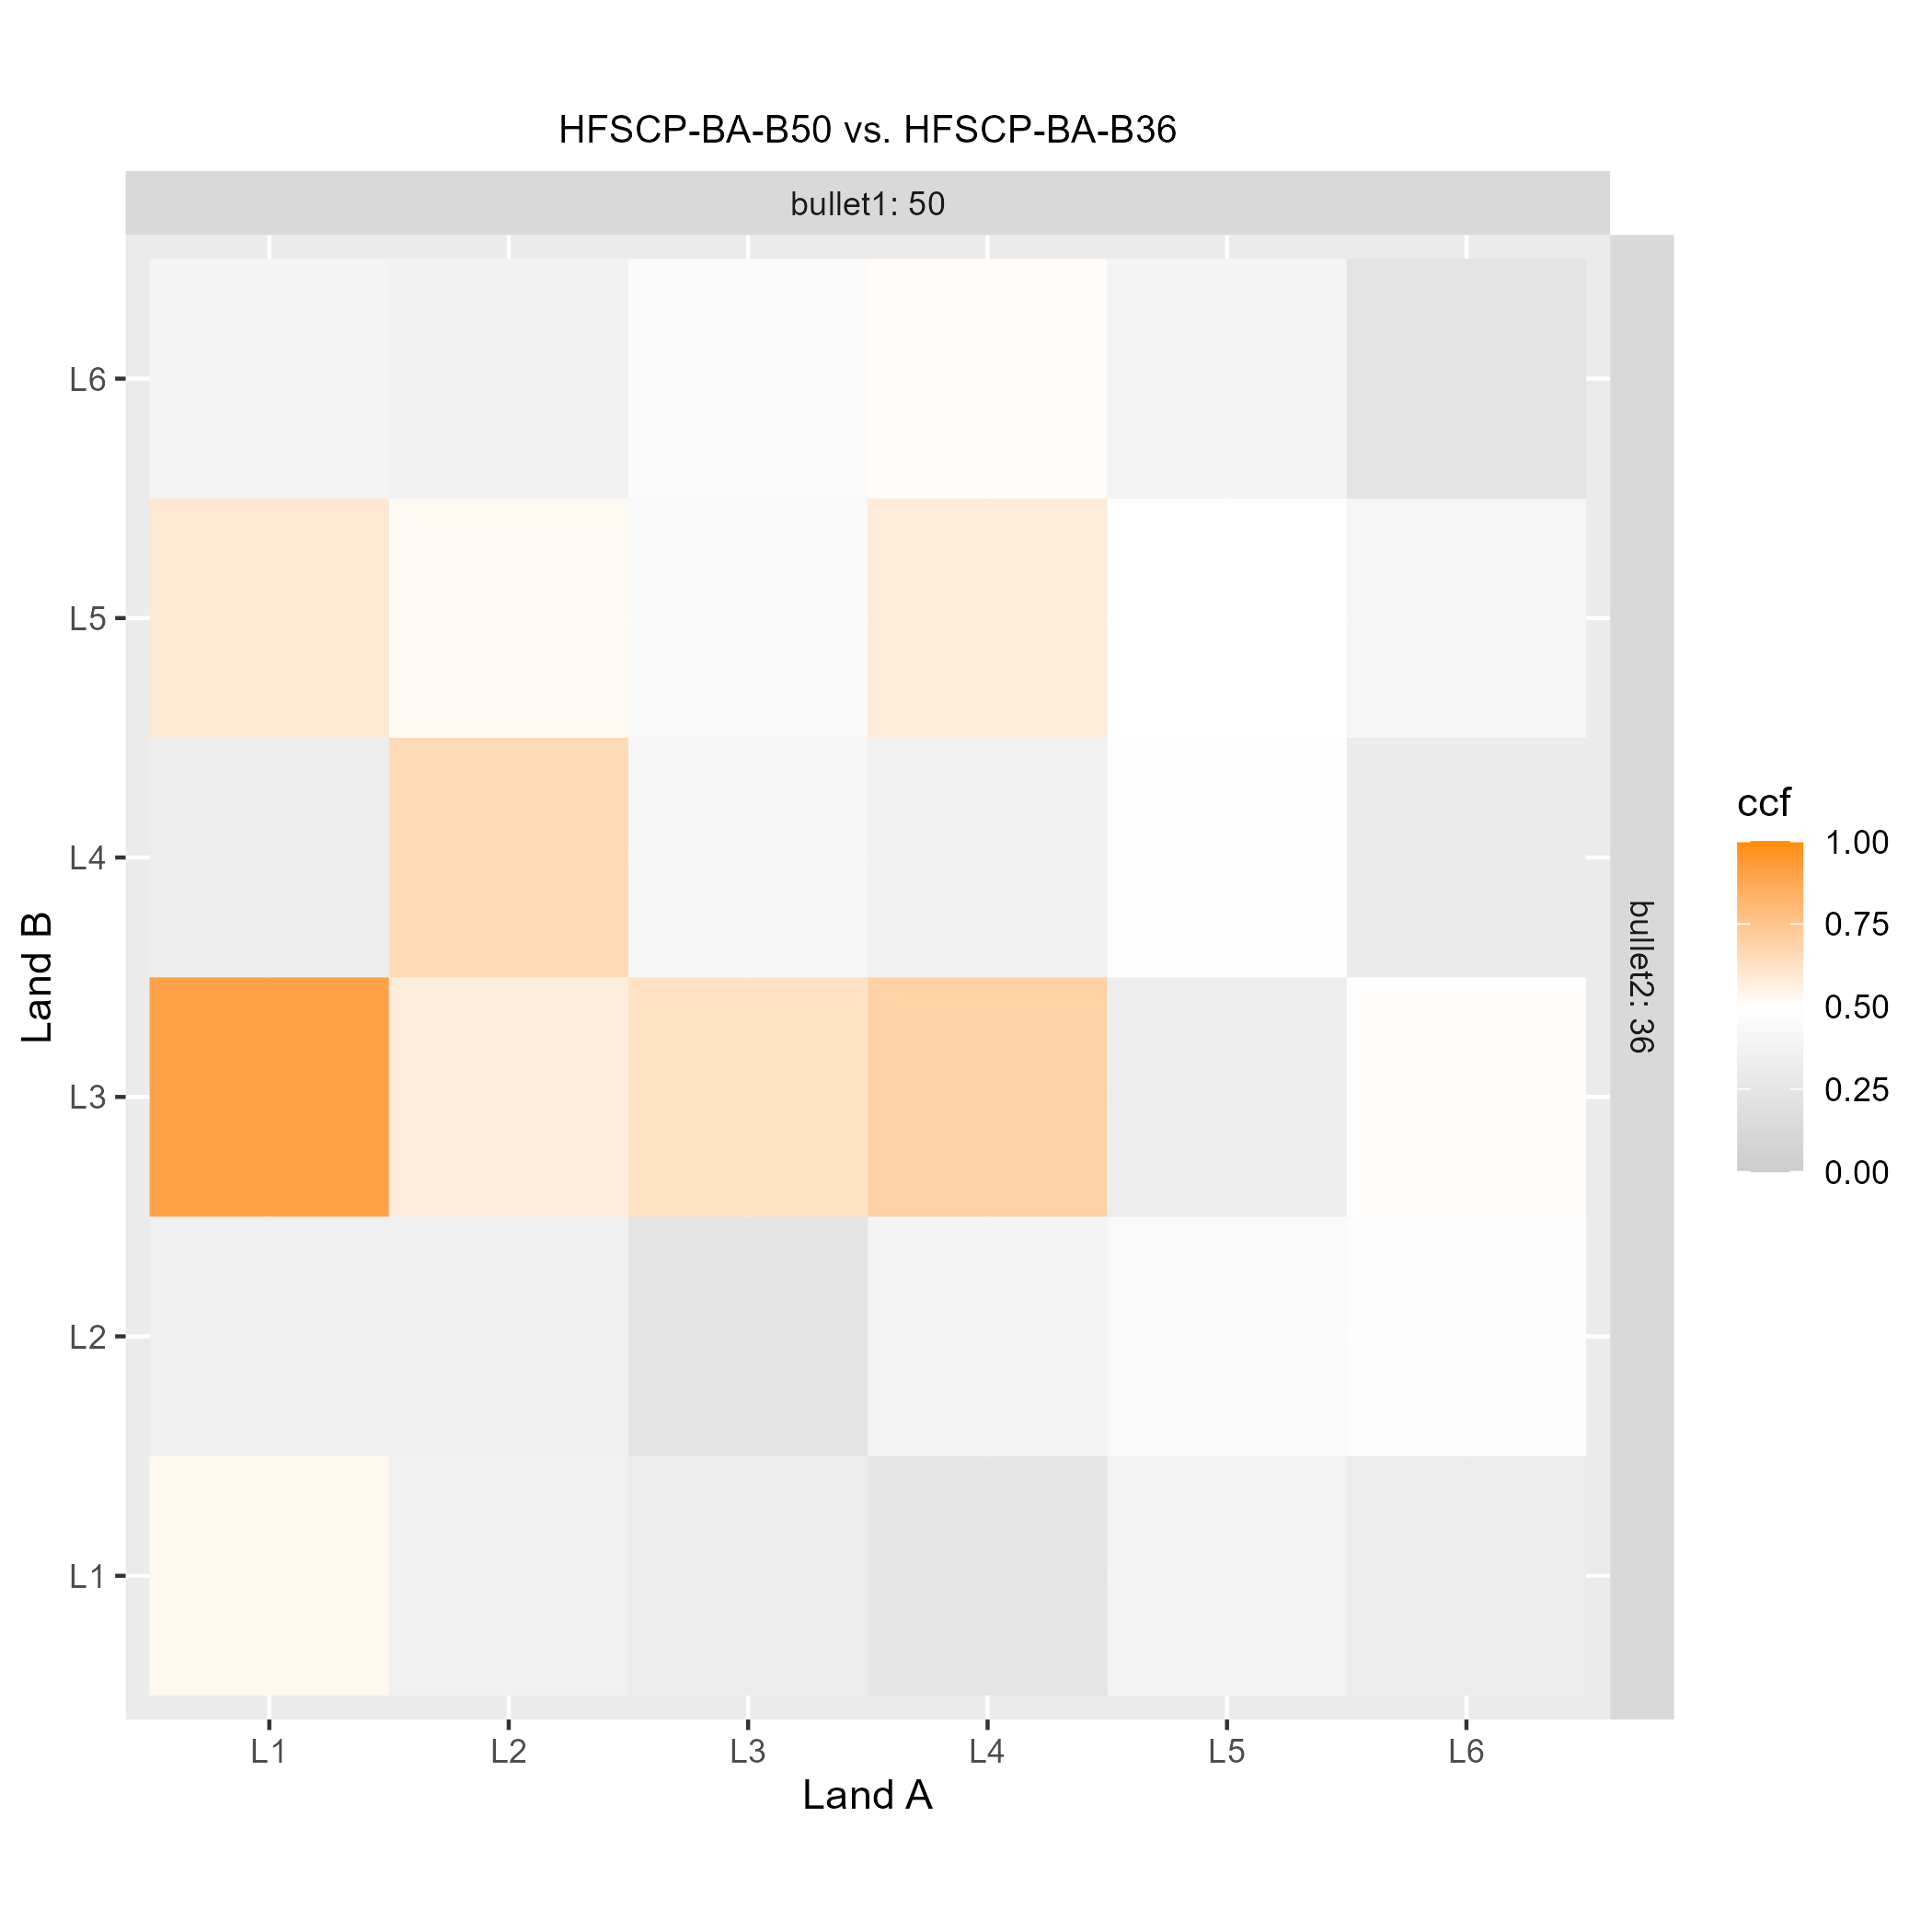 HFSCP-BA-B50 vs. HFSCP-BA-B36
bullet1: 50
L6
L5
L4
L3
L2
L1
Land B
bullet2: 36
L1 L2 L3 L4 L5 L6
Land A
ccf
1.00
0.75
0.50
0.25
0.00